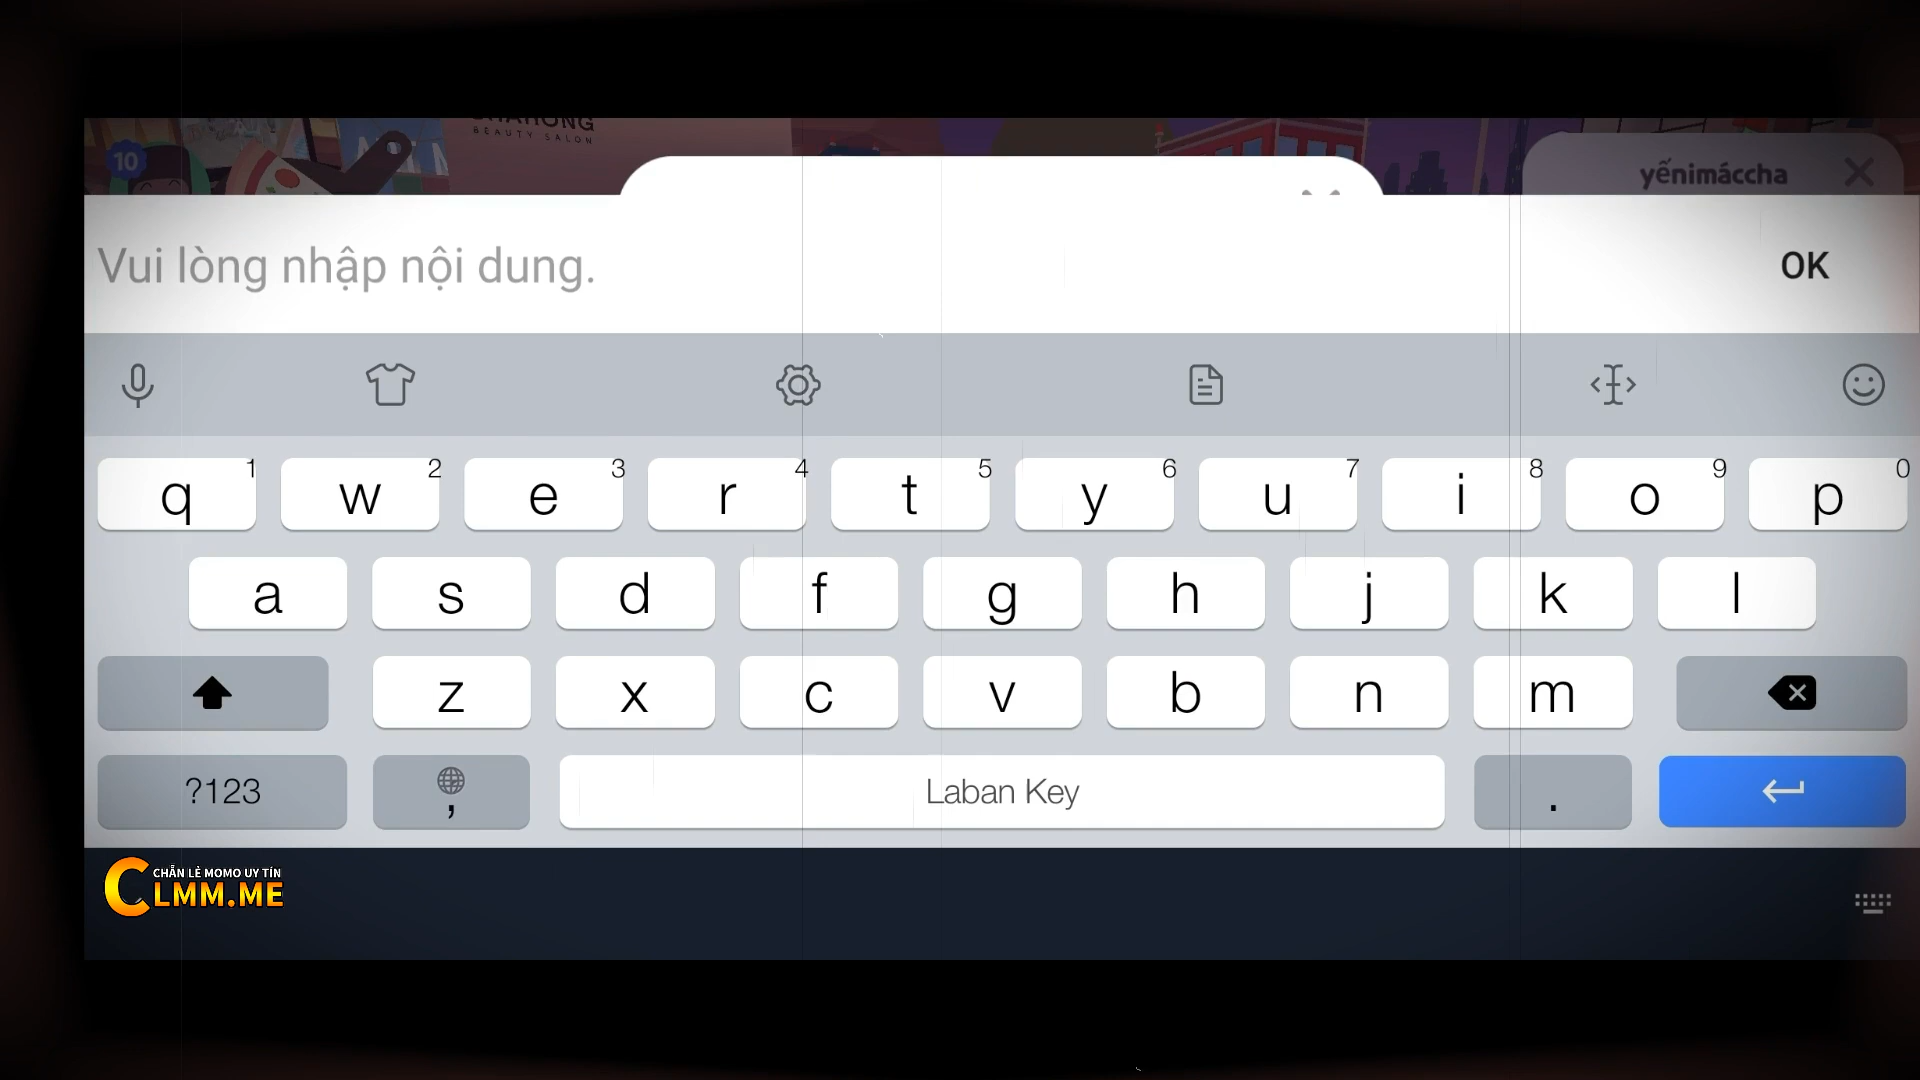 BEAUTY SALON
10
yếnimáccha
Vui lòng nhập nội dung.
OK
q 1 w 2 e 3 r 4 t 5 y 6 u 7 i 8 o 9 p 0
a s d f g h j k l
z x c v b n m
?123 , Laban Key .
CHẴN LẺ MOMO UY TÍN
CLMM.ME